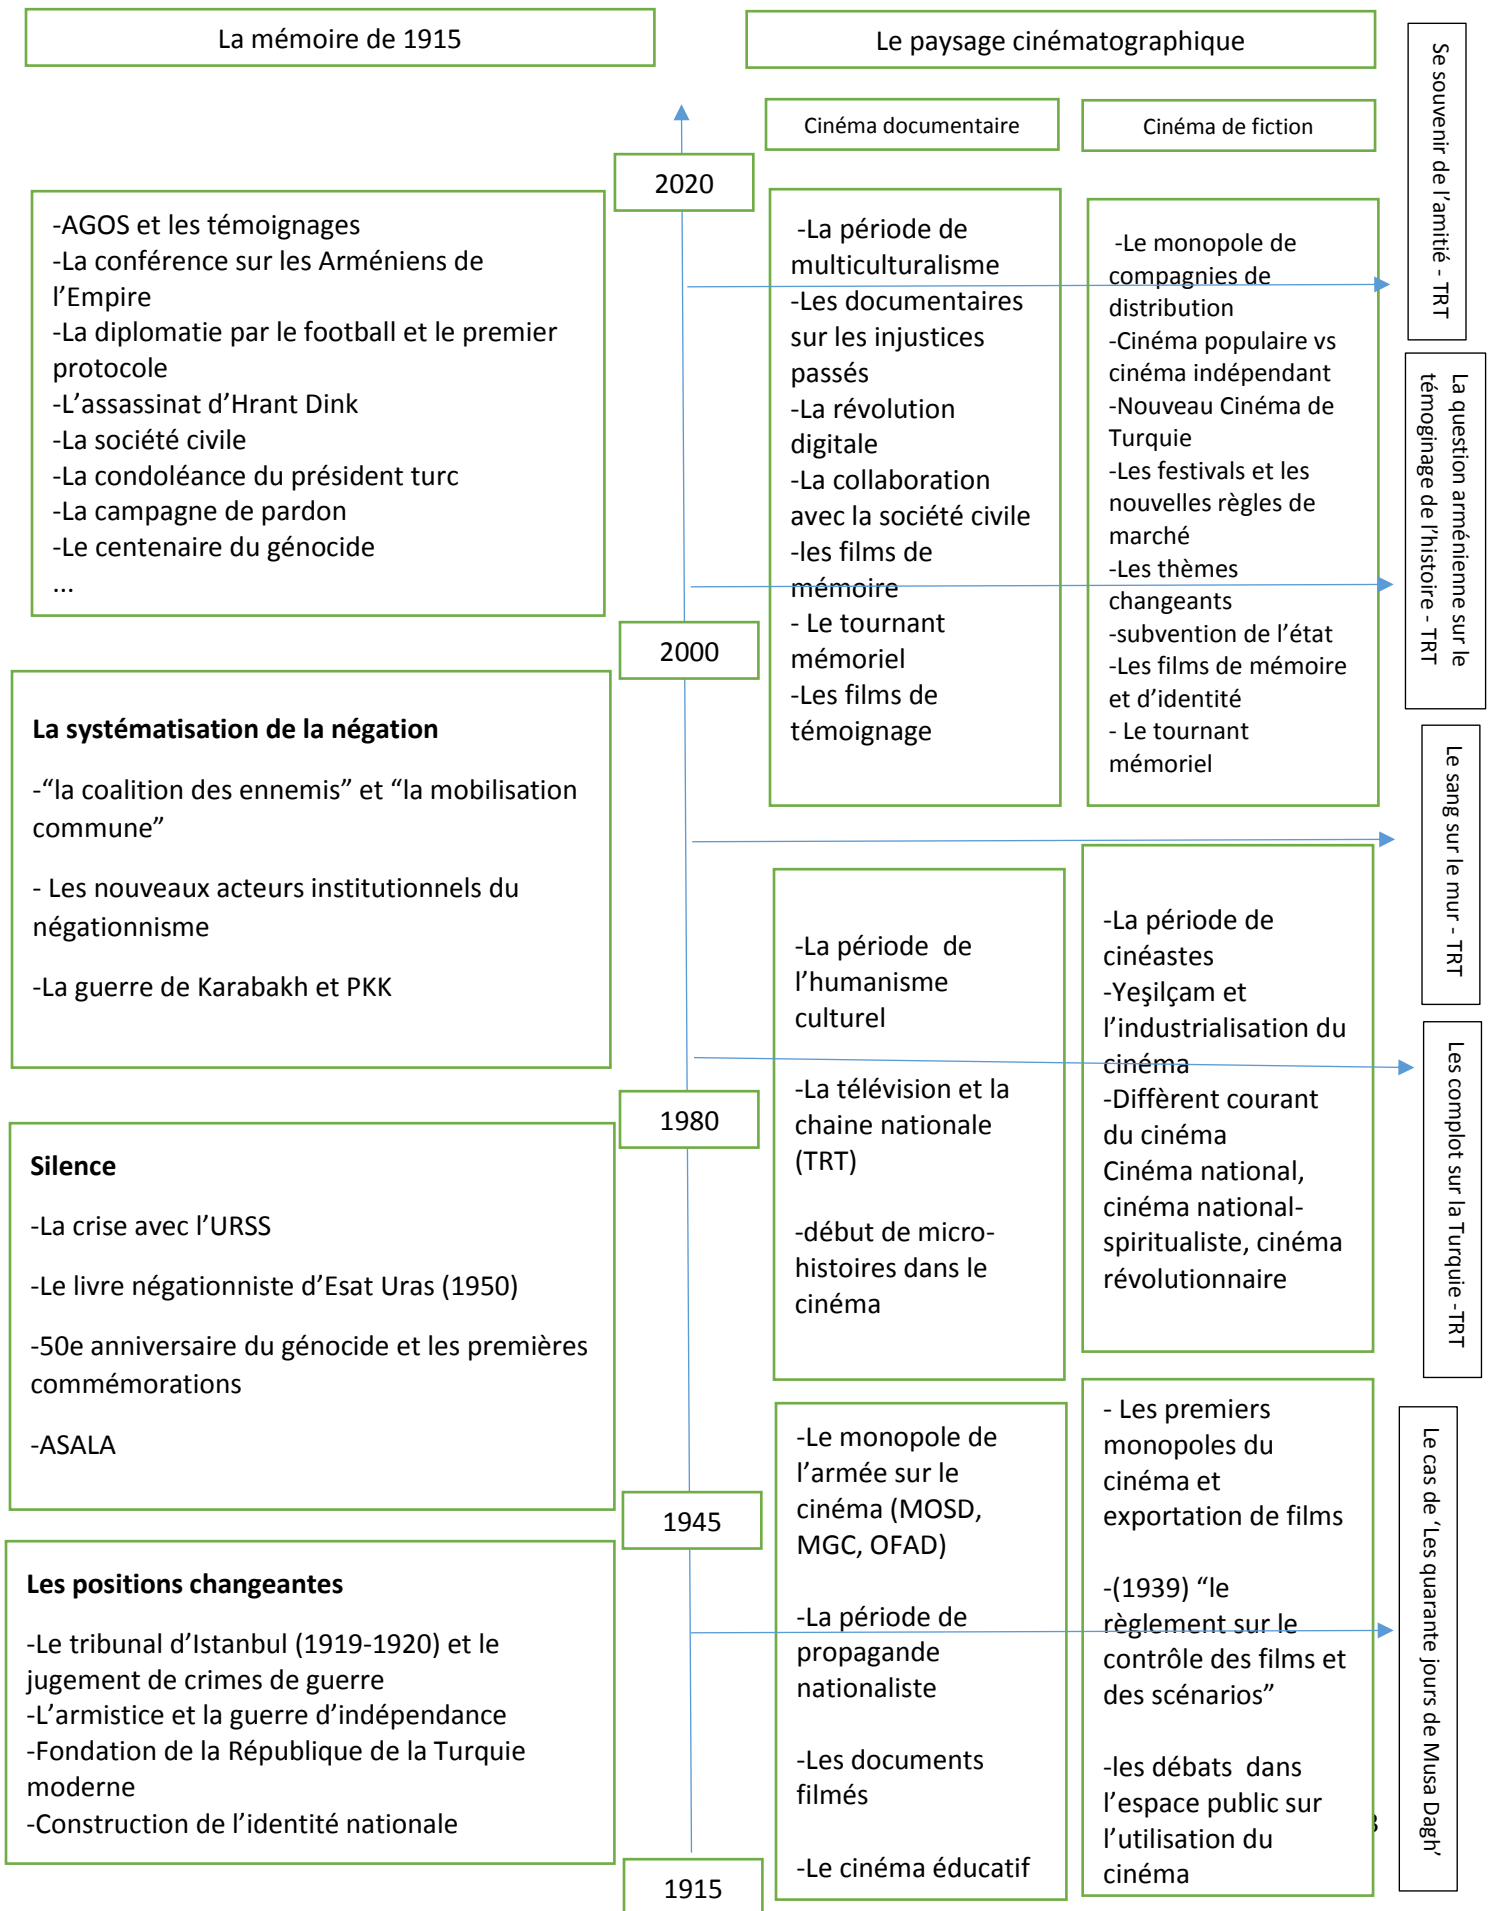 La mémoire de 1915
Le paysage cinématographique
Cinéma documentaire
Cinéma de fiction
2020
-AGOS et les témoignages
-La conférence sur les Arméniens de
l’Empire
-La diplomatie par le football et le premier
protocole
-L’assassinat d’Hrant Dink
-La société civile
-La condoléance du président turc
-La campagne de pardon
-Le centenaire du génocide
...
-La période de
multiculturalisme
-Les documentaires
sur les injustices
passés
-La révolution
digitale
-La collaboration
avec la société civile
-les films de
mémoire
- Le tournant
mémoriel
-Les films de
témoignage
-Le monopole de
compagnies de
distribution
-Cinéma populaire vs
cinéma indépendant
-Nouveau Cinéma de
Turquie
-Les festivals et les
nouvelles règles de
marché
-Les thèmes
changeants
-subvention de l’état
-Les films de mémoire
et d’identité
- Le tournant
mémoriel
2000
La systématisation de la négation
-“la coalition des ennemis” et “la mobilisation
commune”
- Les nouveaux acteurs institutionnels du
négationnisme
-La guerre de Karabakh et PKK
-La période  de
l’humanisme
culturel
-La télévision et la
chaine nationale
(TRT)
-début de micro-
histoires dans le
cinéma
-La période de
cinéastes
-Yeşilçam et
l’industrialisation du
cinéma
-Diffèrent courant
du cinéma
Cinéma national,
cinéma national-
spiritualiste, cinéma
révolutionnaire
1980
Silence
-La crise avec l’URSS
-Le livre négationniste d’Esat Uras (1950)
-50e anniversaire du génocide et les premières
commémorations
-ASALA
1945
Les positions changeantes
-Le tribunal d’Istanbul (1919-1920) et le
jugement de crimes de guerre
-L’armistice et la guerre d’indépendance
-Fondation de la République de la Turquie
moderne
-Construction de l’identité nationale
-Le monopole de
l’armée sur le
cinéma (MOSD,
MGC, OFAD)
-La période de
propagande
nationaliste
-Les documents
filmés
-Le cinéma éducatif
- Les premiers
monopoles du
cinéma et
exportation de films
-(1939) “le
règlement sur le
contrôle des films et
des scénarios”
-les débats  dans
l’espace public sur
l’utilisation du
cinéma
1915
Se souvenir de l’amitié - TRT
La question arménienne sur le
témoginage de l’histoire - TRT
Le sang sur le mur - TRT
Les complot sur la Turquie -TRT
Le cas de ‘Les quarante jours de Musa Dagh’